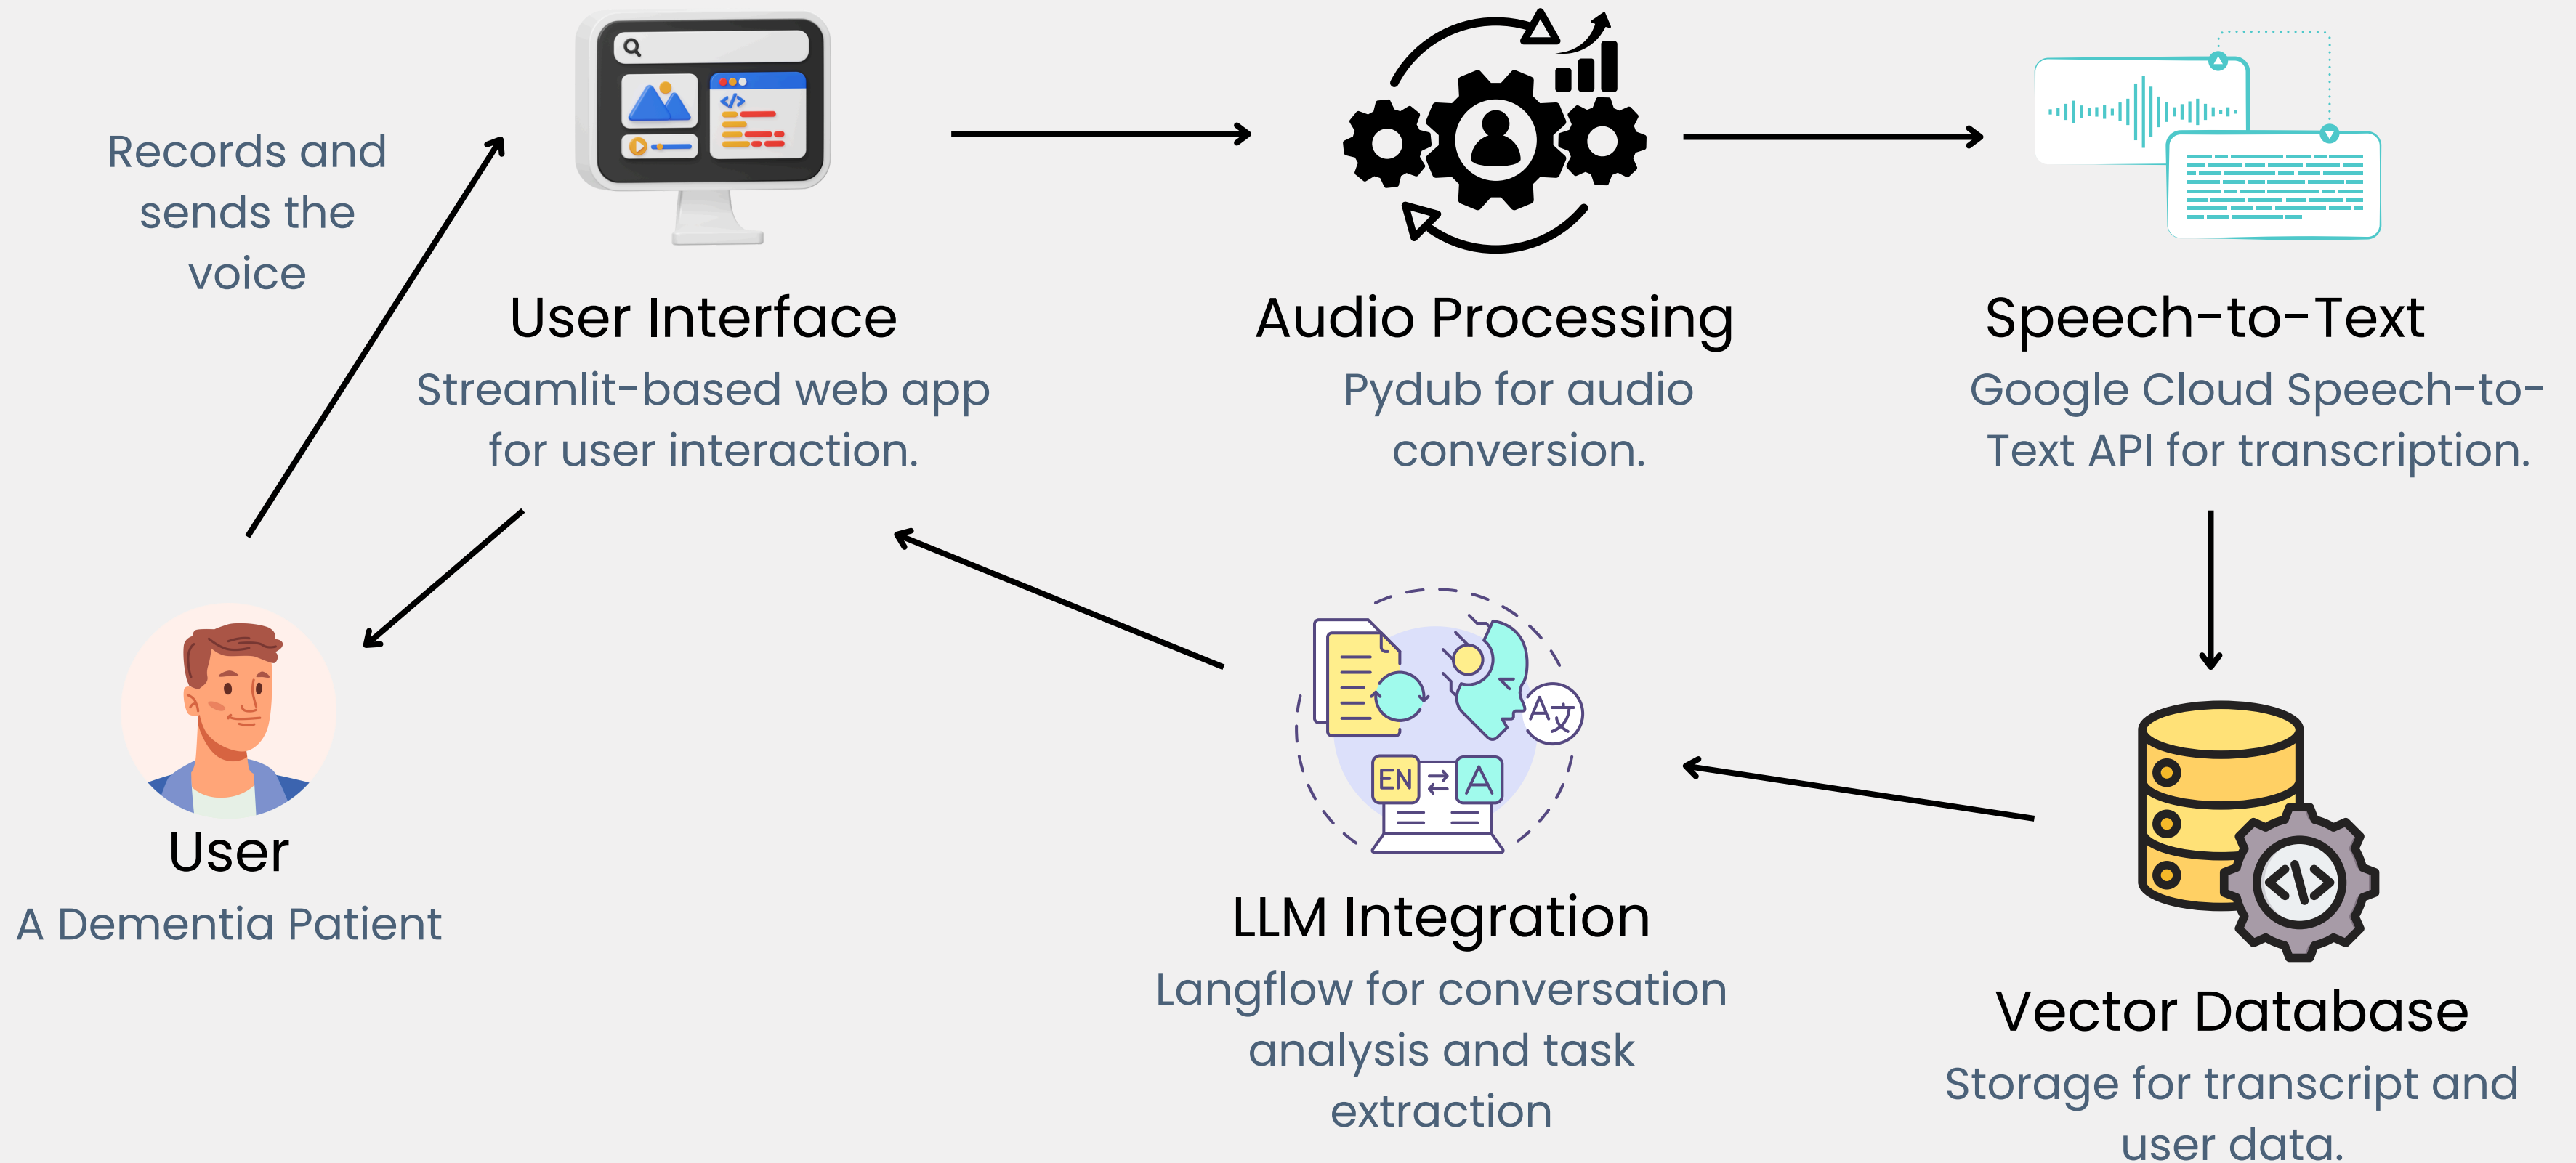 Records and
sends the
voice
User Interface
Streamlit-based web app
for user interaction.
Audio Processing
Pydub for audio
conversion.
Speech-to-Text
Google Cloud Speech-to-
Text API for transcription.
User
A Dementia Patient
A文
EN
A
LLM Integration
Langflow for conversation
analysis and task
extraction
Vector Database
Storage for transcript and
user data.